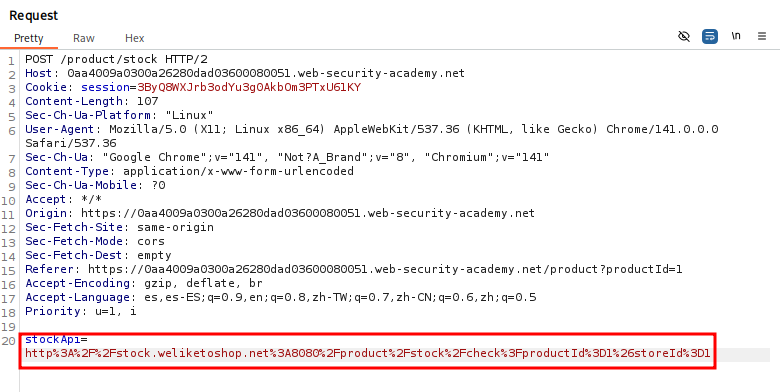 Request
Pretty Raw Hex
\n
1 POST /product/stock HTTP/2
2 Host: 0aa4009a0300a26280dad03600080051.web-security-academy.net
3 Cookie: session=3ByQ8WXJrb3odYu3g0AkbOm3PTxU61KY
4 Content-Length: 107
5 Sec-Ch-Ua-Platform: "Linux"
6 User-Agent: Mozilla/5.0 (X11; Linux x86_64) AppleWebKit/537.36 (KHTML, like Gecko) Chrome/141.0.0.0
Safari/537.36
7 Sec-Ch-Ua: "Google Chrome";v="141", "Not?A_Brand";v="8", "Chromium";v="141"
8 Content-Type: application/x-www-form-urlencoded
9 Sec-Ch-Ua-Mobile: ?0
10 Accept: */*
11 Origin: https://0aa4009a0300a26280dad03600080051.web-security-academy.net
12 Sec-Fetch-Site: same-origin
13 Sec-Fetch-Mode: cors
14 Sec-Fetch-Dest: empty
15 Referer: https://0aa4009a0300a26280dad03600080051.web-security-academy.net/product?productId=1
16 Accept-Encoding: gzip, deflate, br
17 Accept-Language: es,es-ES;q=0.9,en;q=0.8,zh-TW;q=0.7,zh-CN;q=0.6,zh;q=0.5
18 Priority: u=1, i
19
20 stockApi=
http%3A%2F%2Fstock.weliketoshop.net%3A8080%2Fproduct%2Fstock%2Fcheck%3FproductId%3D1%26storeId%3D1